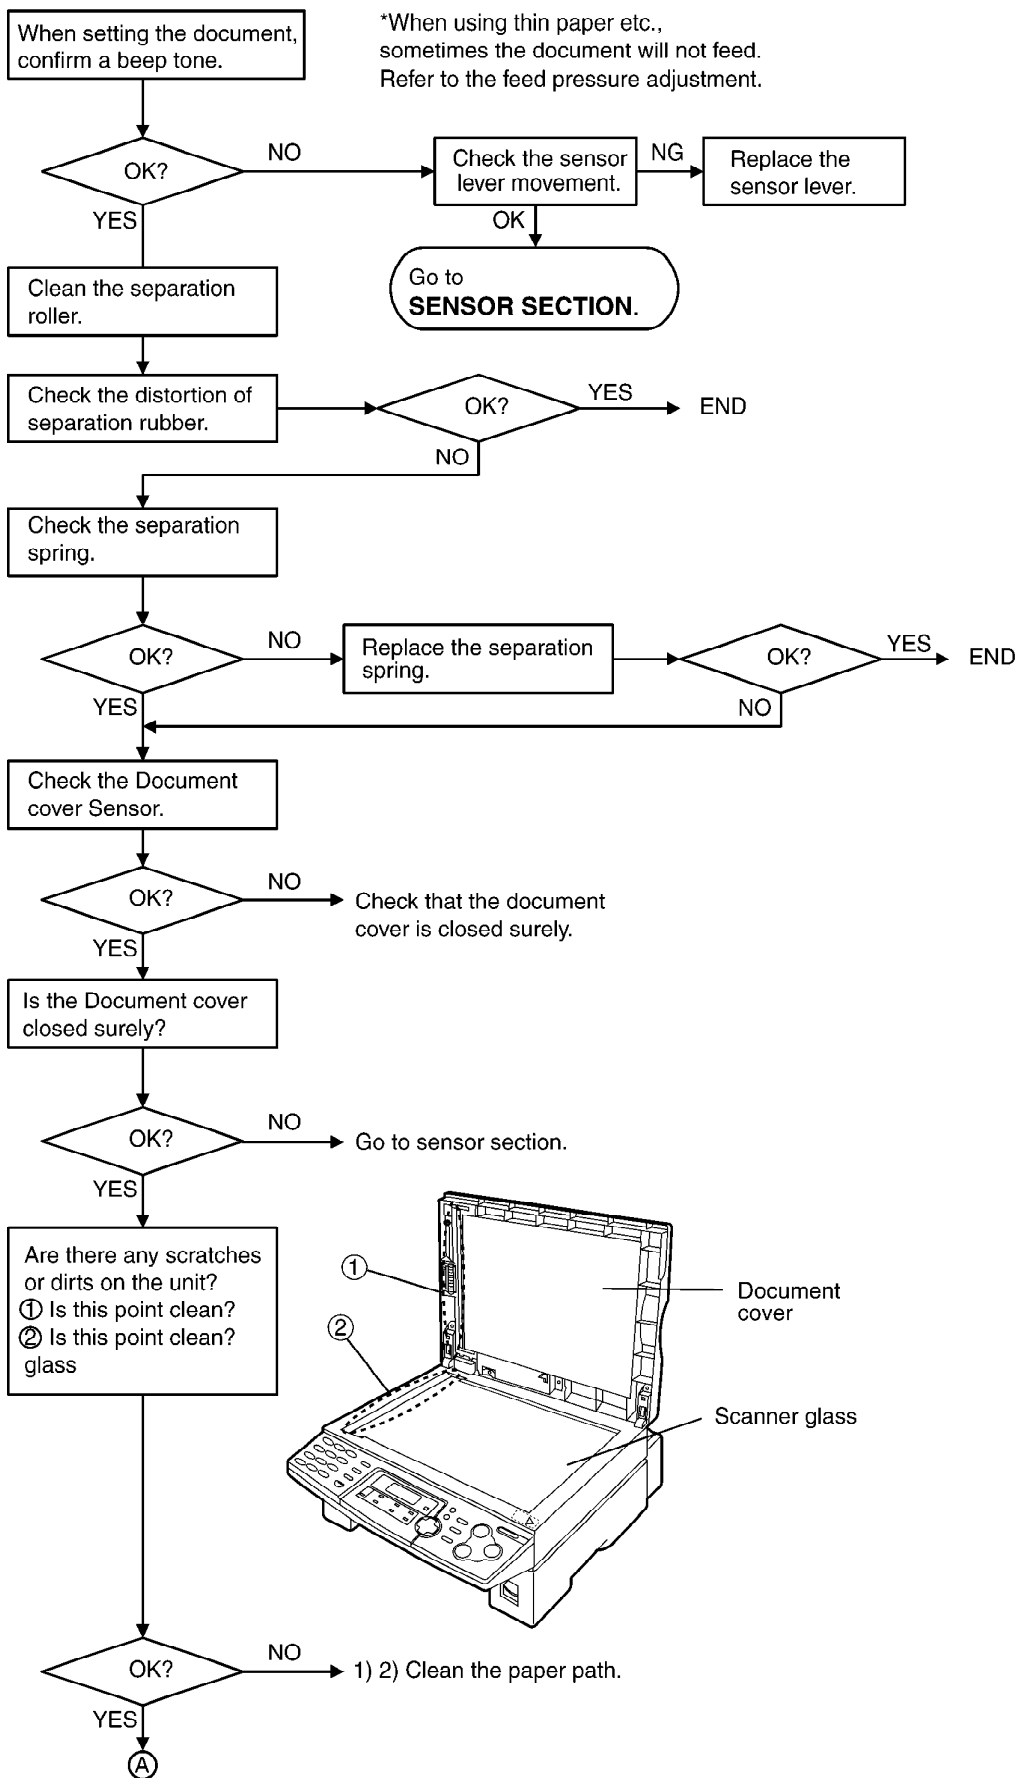 When setting the document,
confirm a beep tone.
*When using thin paper etc.,
sometimes the document will not feed.
Refer to the feed pressure adjustment.
OK?
NO
Check the sensor
lever movement.
NG
Replace the
sensor lever.
YES
OK
Go to
SENSOR SECTION.
Clean the separation
roller.
Check the distortion of
separation rubber.
OK?
YES
END
NO
Check the separation
spring.
OK?
NO
Replace the separation
spring.
OK?
YES
END
YES
NO
Check the Document
cover Sensor.
OK?
NO
Check that the document
cover is closed surely.
YES
Is the Document cover
closed surely?
OK?
NO
Go to sensor section.
YES
Are there any scratches
or dirts on the unit?
① Is this point clean?
② Is this point clean?
glass
①
②
Document
cover
Scanner glass
OK?
NO
1) 2) Clean the paper path.
YES
Ⓐ